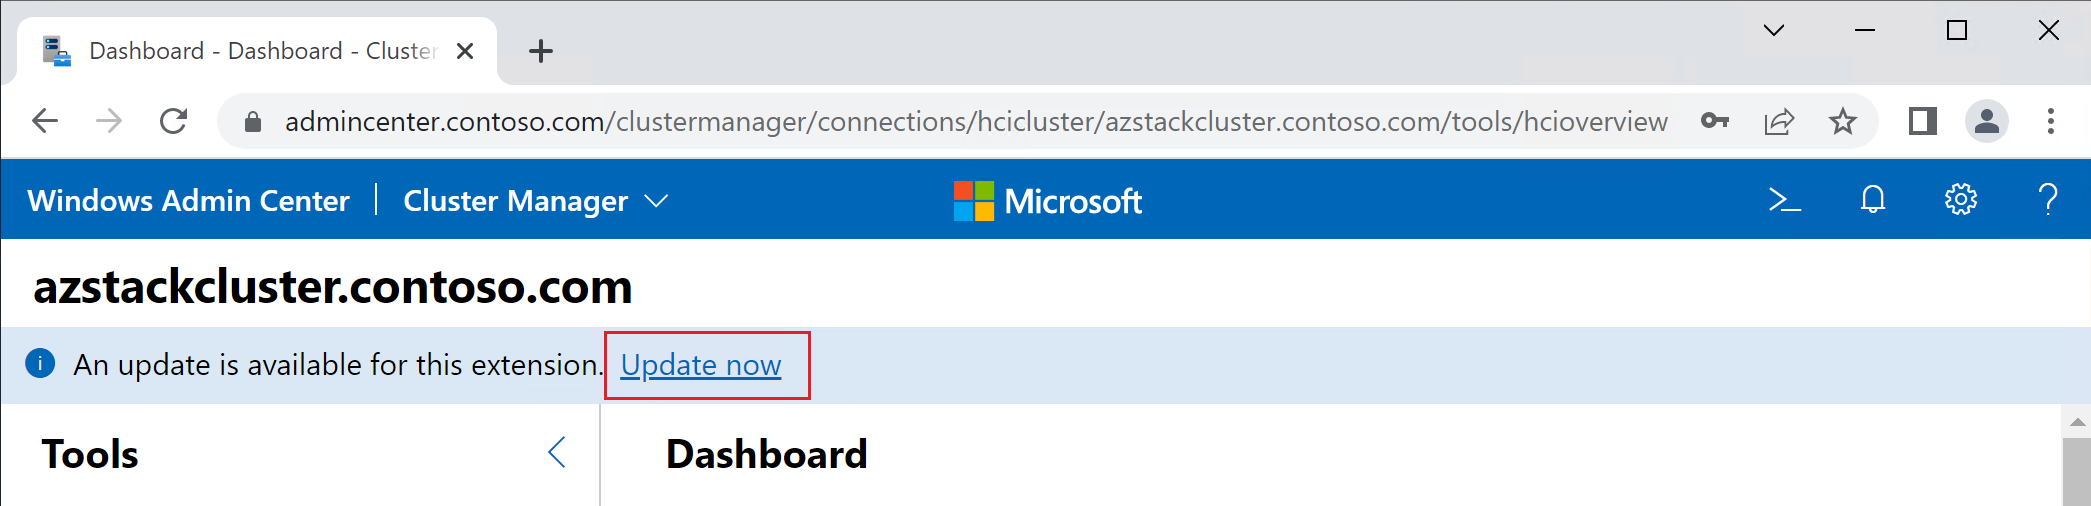 Dashboard - Dashboard - Cluster
admincenter.contoso.com/clustermanager/connections/hcicluster/azstackcluster.contoso.com/tools/hcioverview
Windows Admin Center | Cluster Manager Microsoft
azstackcluster.contoso.com
An update is available for this extension. Update now
Tools Dashboard